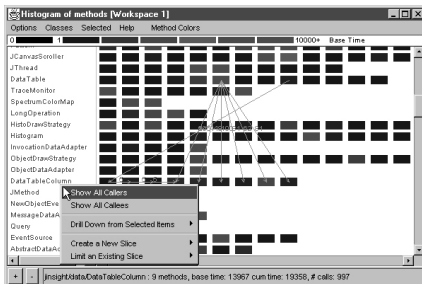 Histogram of methods [Workspace 1]
Options Classes Selected Help Method Colors
0 1 10000+ Base Time
JCanvasScroller
JThread
DataTable
TraceMonitor
SpectrumColorMap
LongOperation
HistoDrawStrategy
Histogram
InvocationDataAdapter
ObjectDrawStrategy
ObjectDataAdapter
DataTableColumn
JMethod
NewObjectEve
MessageDataA
Query
EventSource
AbstractDataAc
Show All Callers
Show All Callees
Drill Down from Selected Items
Create a New Slice
Limit an Existing Slice
+ - jinsight/data/DataTableColumn : 9 methods, base time: 13967 cum time: 19358, # calls: 997